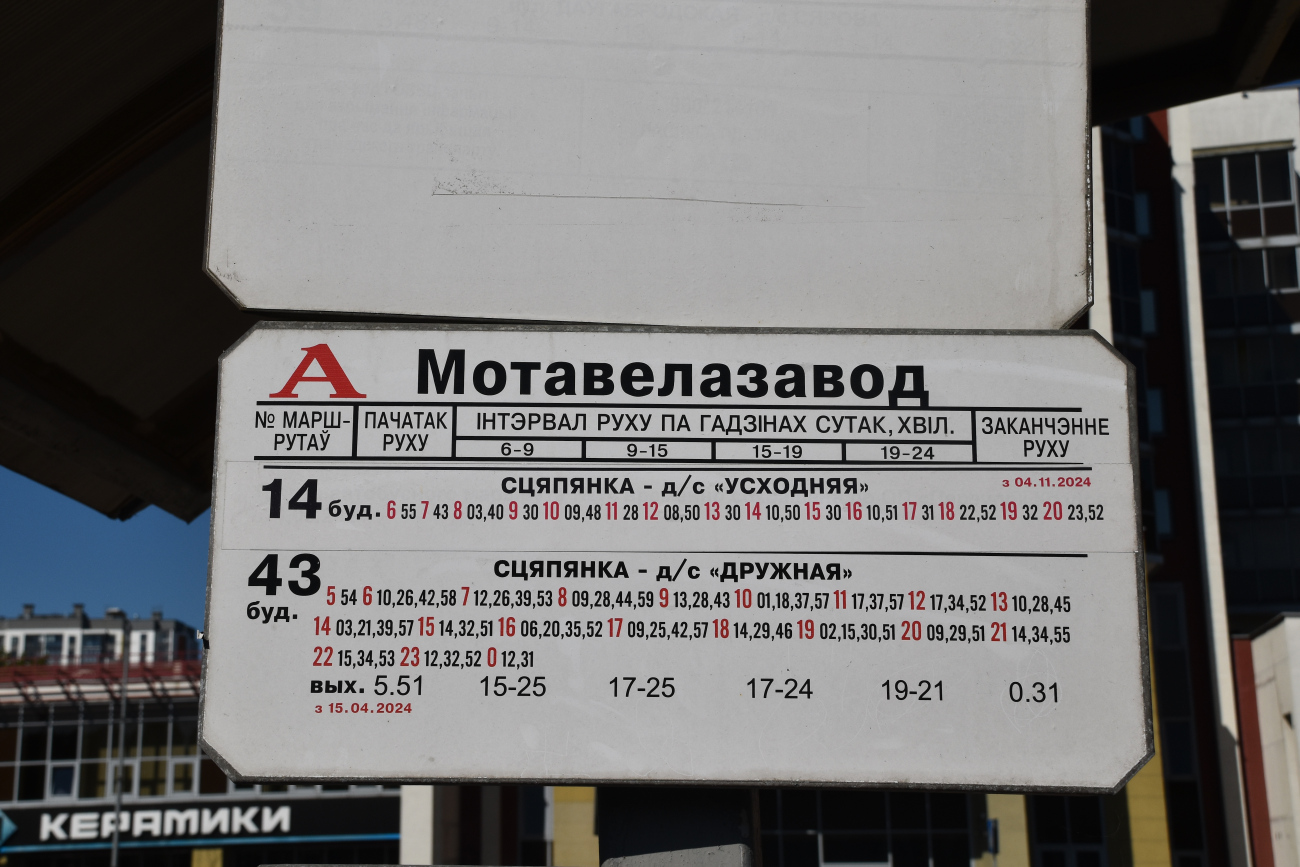 А Мотавелазавод
№ МАРШ-
РУТАЎ
ПАЧАТАК
РУХУ
ІНТЭРВАЛ РУХУ ПА ГАДЗІНАХ СУТАК, ХВІЛ.
6-9 9-15 15-19 19-24
ЗАКАНЧЭННЕ
РУХУ
СЦЯПЯНКА - д/с «УСХОДНЯЯ»
з 04.11.2024
14 буд. 6 55 7 43 8 03,40 9 30 10 09,48 11 28 12 08,50 13 30 14 10,50 15 30 16 10,51 17 31 18 22,52 19 32 20 23,52
СЦЯПЯНКА - д/с «ДРУЖНАЯ»
43
буд.
5 54 6 10,26,42,58 7 12,26,39,53 8 09,28,44,59 9 13,28,43 10 01,18,37,57 11 17,37,57 12 17,34,52 13 10,28,45
14 03,21,39,57 15 14,32,51 16 06,20,35,52 17 09,25,42,57 18 14,29,46 19 02,15,30,51 20 09,29,51 21 14,34,55
22 15,34,53 23 12,32,52 0 12,31
вых. 5.51 15-25 17-25 17-24 19-21 0.31
з 15.04.2024
КЕРАМИКИ